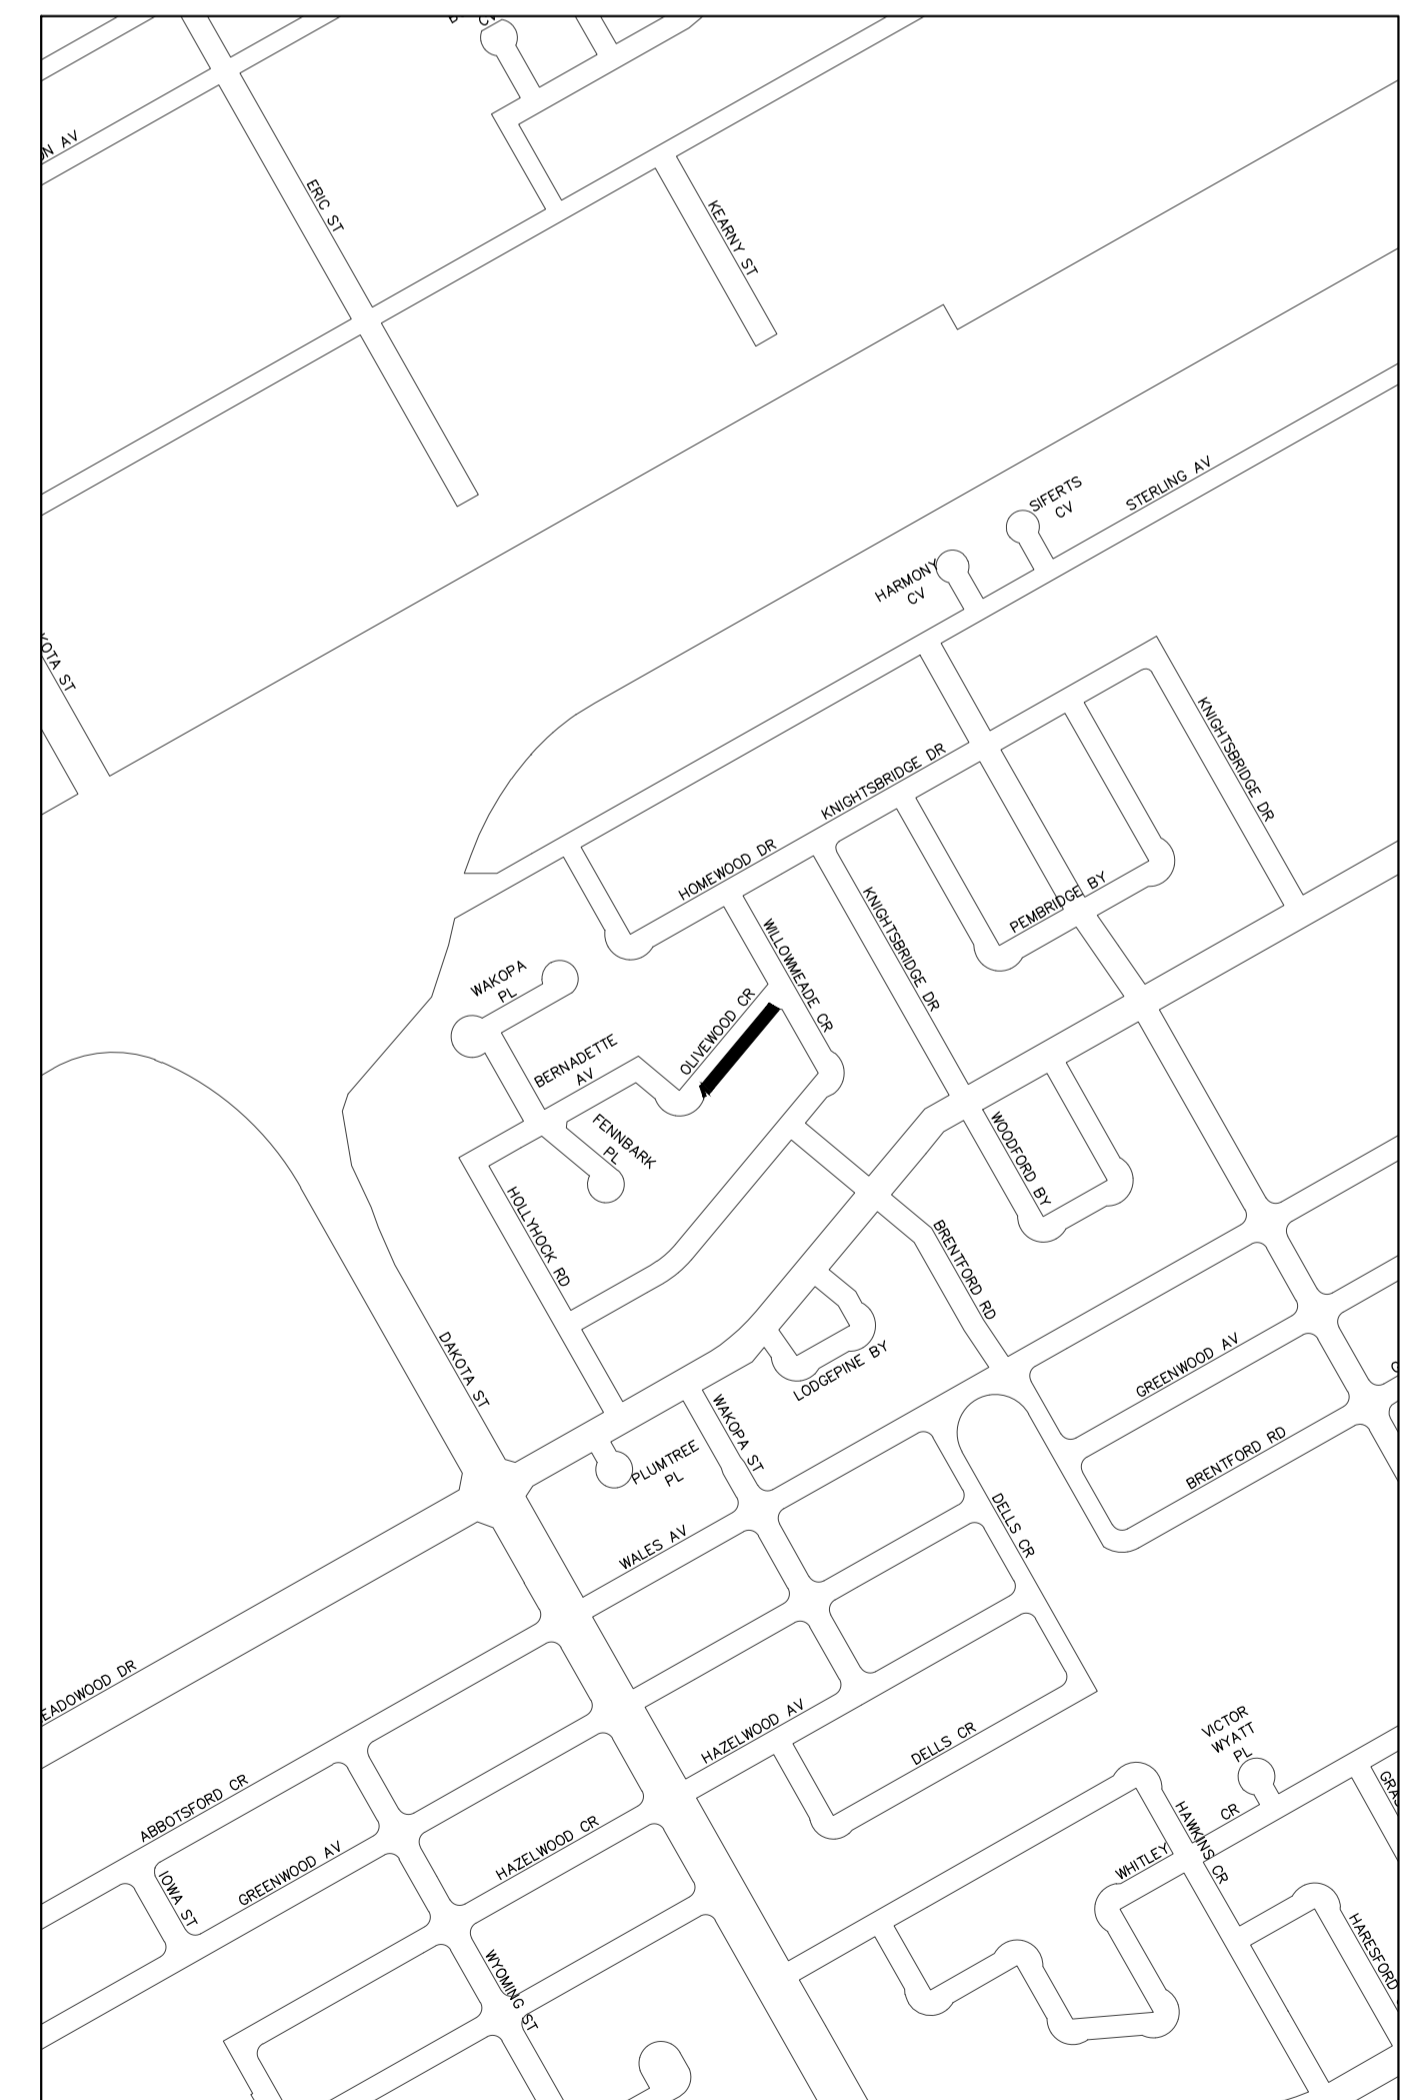 ERIC ST
KEARNY ST
SIFERTS
CV
STERLING AV
HARMONY
CV
KNIGHTSBRIDGE DR
KNIGHTSBRIDGE DR
HOMEWOOD DR
PEMBRIDGE BY
KNIGHTSBRIDGE DR
WILLOWMEADE CR
WAKOPA
PL
OLIVEWOOD CR
BERNADETTE
AV
FENNBARK
PL
WOODFORD BY
HOLLYHOCK RD
BRENTFORD RD
DAKOTA ST
LODGEPINE BY
GREENWOOD AV
WAKOPA ST
PLUMTREE
PL
BRENTFORD RD
WALES AV
DELLS CR
EADOWOOD DR
HAZELWOOD AV
DELLS CR
VICTOR
WYATT
PL
ABBOTSFORD CR
HAWKINS CR
WHITLEY CR
HAZELWOOD CR
GREENWOOD AV
IOWA ST
HARESFORD
WYOMING ST